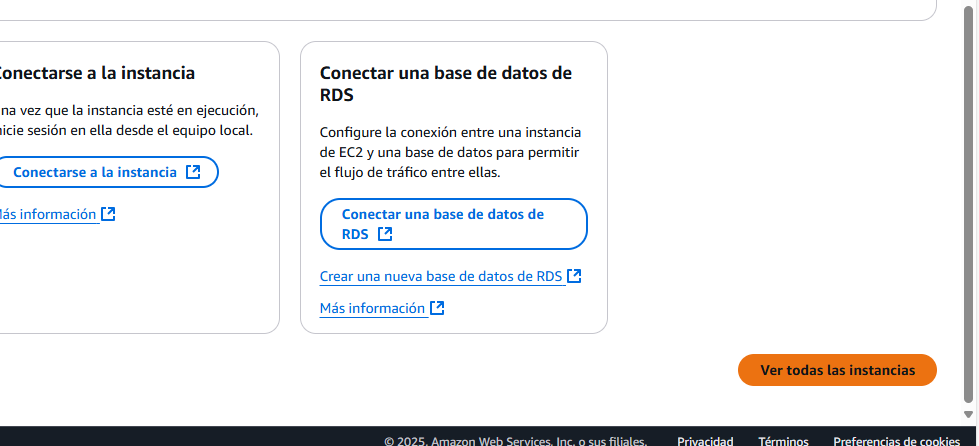 onectarse a la instancia
na vez que la instancia esté en ejecución,
icie sesión en ella desde el equipo local.
Conectarse a la instancia
ás información
Conectar una base de datos de
RDS
Configure la conexión entre una instancia
de EC2 y una base de datos para permitir
el flujo de tráfico entre ellas.
Conectar una base de datos de
RDS
Crear una nueva base de datos de RDS
Más información
Ver todas las instancias
© 2025, Amazon Web Services, Inc. o sus filiales. Privacidad Términos Preferencias de cookies